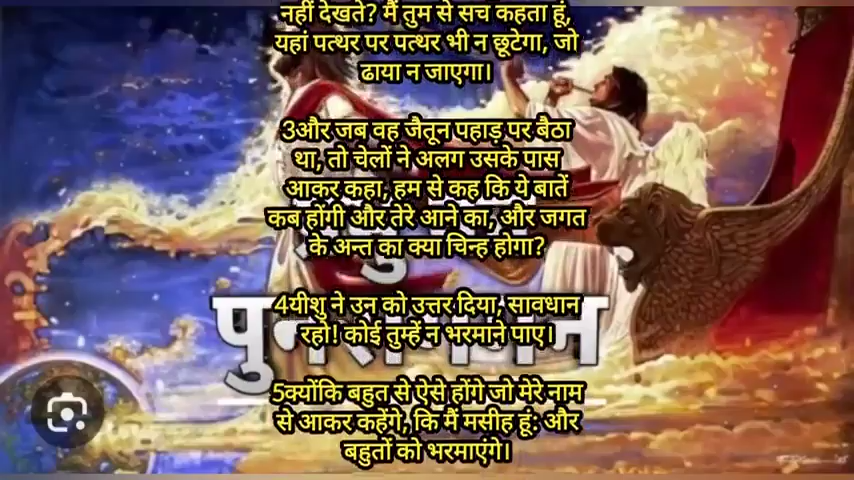 नहीं देखते? मैं तुम से सच कहता हूं,
यहां पत्थर पर पत्थर भी न छूटेगा, जो
ढाया न जाएगा।
3और जब वह जैतून पहाड़ पर बैठा
था, तो चेलों ने अलग उसके पास
आकर कहा, हम से कह कि ये बातें
कब होंगी और तेरे आने का, और जगत
के अन्त का क्या चिन्ह होगा?
4यीशु ने उन को उत्तर दिया, सावधान
रहो! कोई तुम्हें न भरमाने पाए।
5क्योंकि बहुत से ऐसे होंगे जो मेरे नाम
से आकर कहेंगे, कि मैं मसीह हूं: और
बहुतों को भरमाएंगे।